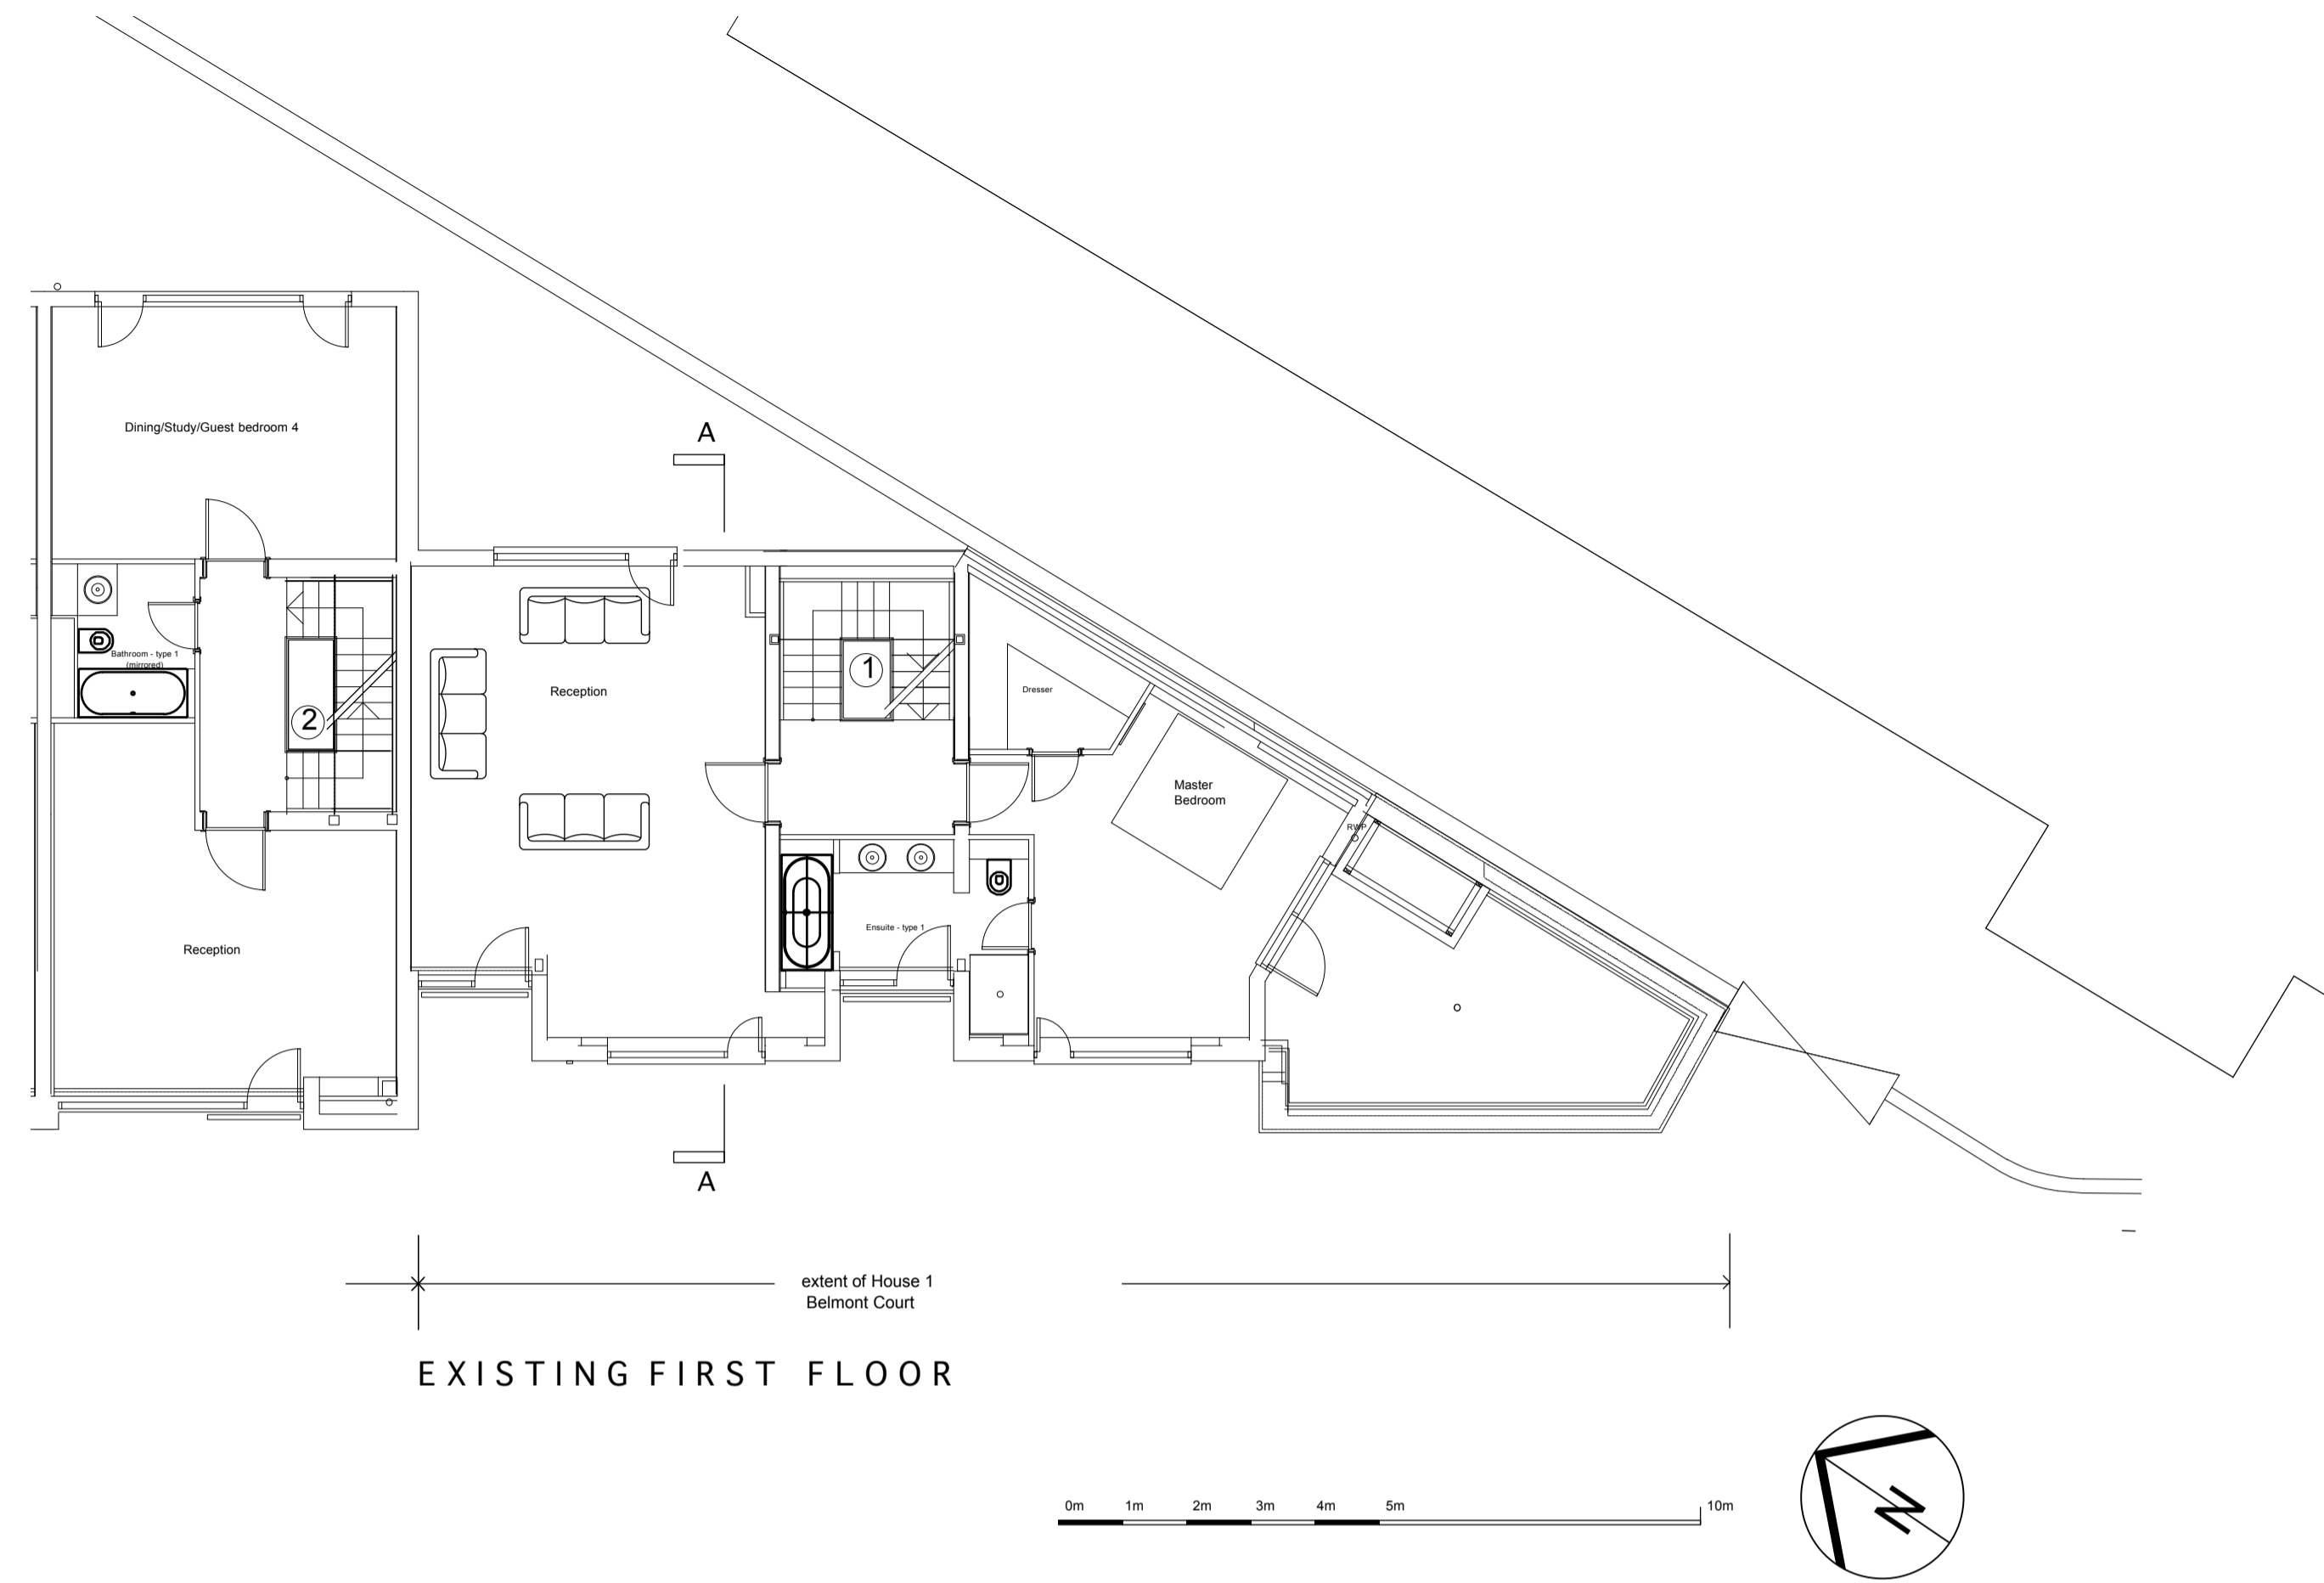 Dining/Study/Guest bedroom 4
A
Bathroom - type 1
(mirrored)
2
Reception
1
Dresser
Master
Bedroom
RWP
Ensuite - type 1
Reception
A
extent of House 1
Belmont Court
EXISTING FIRST FLOOR
0m 1m 2m 3m 4m 5m 10m
N